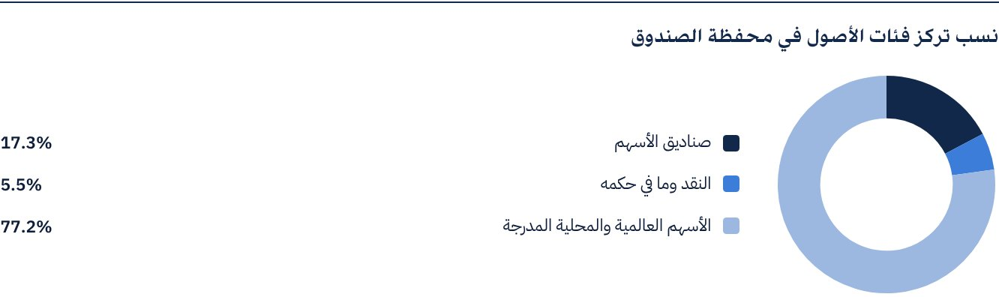 نسب تركز فئات الأصول في محفظة الصندوق
صناديق الأسهم 17.3%
النقد وما في حكمه 5.5%
الأسهم العالمية والمحلية المدرجة 77.2%